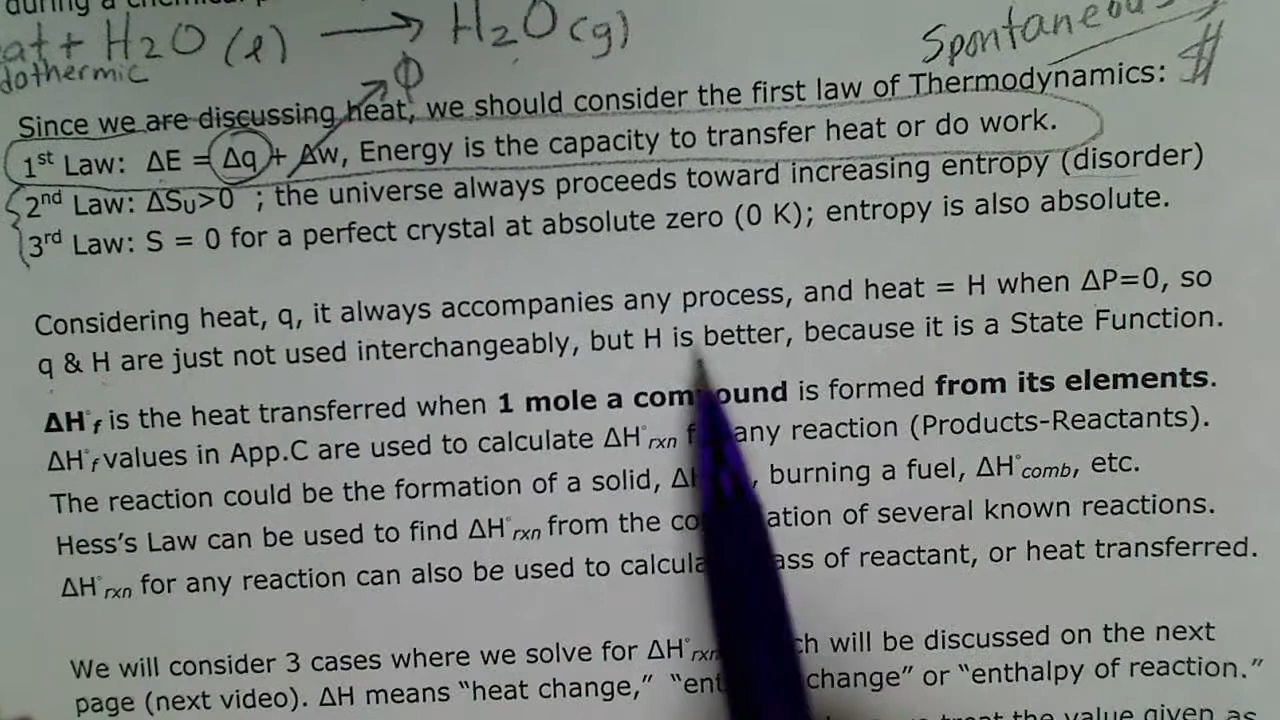 during a
at + H2O (l) → H2O (g)
Spontaneous
dothermic
ϕ
Since we are discussing heat, we should consider the first law of Thermodynamics:
1st Law: ΔE = Δq + Δw, Energy is the capacity to transfer heat or do work.
2nd Law: ΔSU>0 ; the universe always proceeds toward increasing entropy (disorder)
3rd Law: S = 0 for a perfect crystal at absolute zero (0 K); entropy is also absolute.
Considering heat, q, it always accompanies any process, and heat = H when ΔP=0, so
q & H are just not used interchangeably, but H is better, because it is a State Function.
ΔH°f is the heat transferred when 1 mole a compound is formed from its elements.
ΔH°f values in App.C are used to calculate ΔH°rxn any reaction (Products-Reactants).
The reaction could be the formation of a solid, , burning a fuel, ΔH°comb, etc.
Hess's Law can be used to find ΔH°rxn from the ation of several known reactions.
ΔH°rxn for any reaction can also be used to calcula ass of reactant, or heat transferred.
We will consider 3 cases where we solve for ΔH°rxn ch will be discussed on the next
page (next video). ΔH means "heat change," "ent change" or "enthalpy of reaction."
treat the value given as